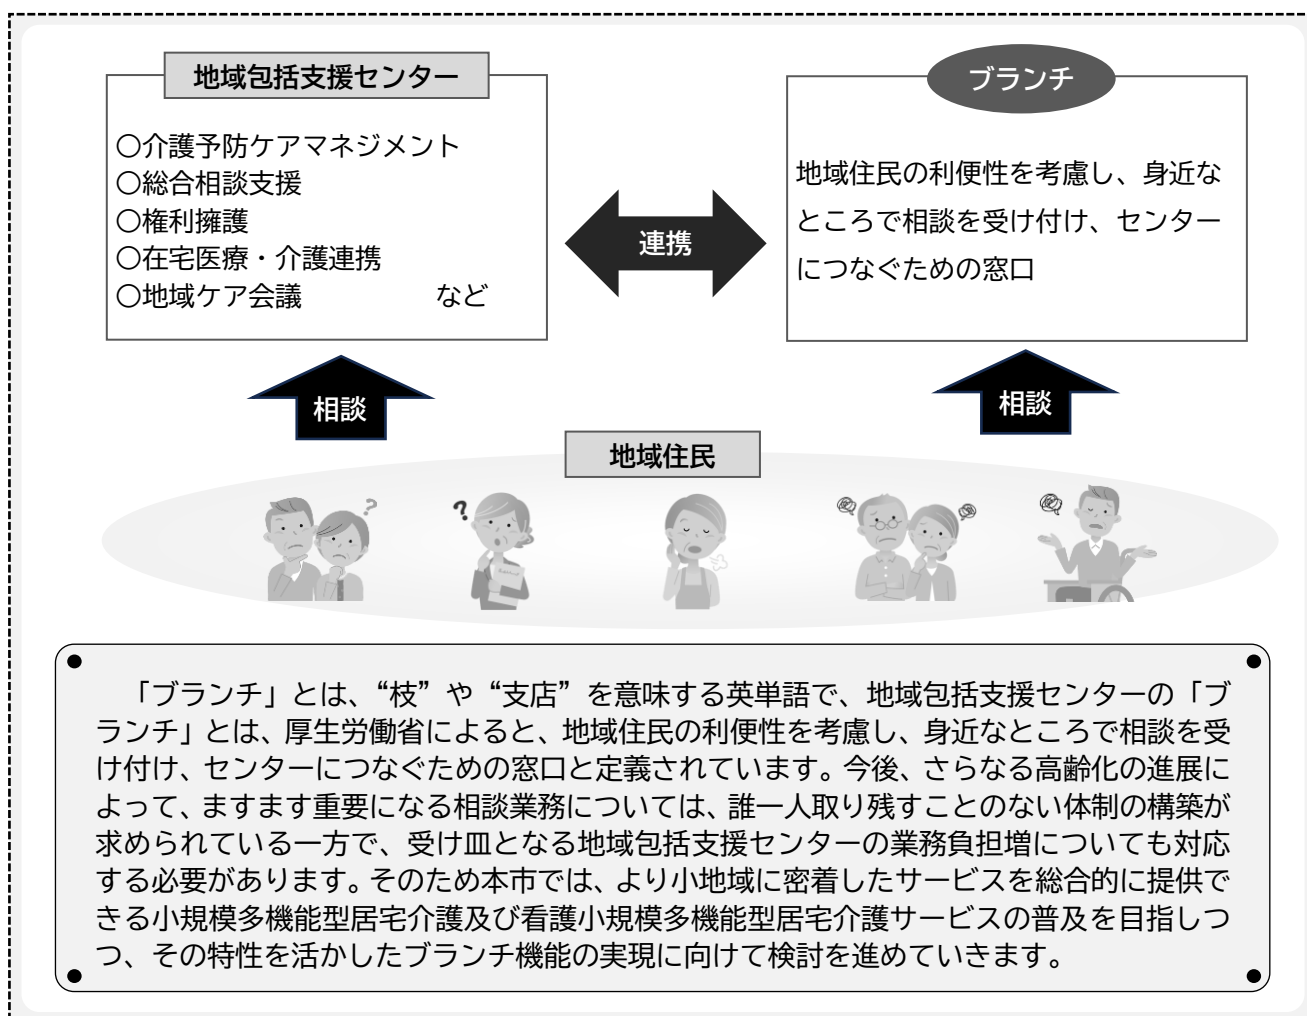 地域包括支援センター
○介護予防ケアマネジメント
○総合相談支援
○権利擁護
○在宅医療・介護連携
○地域ケア会議 など
連携
ブランチ
地域住民の利便性を考慮し、身近な
ところで相談を受け付け、センター
につなぐための窓口
相談
相談
地域住民
?
?
「ブランチ」とは、“枝”や“支店”を意味する英単語で、地域包括支援センターの「ブ
ランチ」とは、厚生労働省によると、地域住民の利便性を考慮し、身近なところで相談を受
け付け、センターにつなぐための窓口と定義されています。今後、さらなる高齢化の進展に
よって、ますます重要になる相談業務については、誰一人取り残すことのない体制の構築が
求められている一方で、受け皿となる地域包括支援センターの業務負担増についても対応
する必要があります。そのため本市では、より小地域に密着したサービスを総合的に提供で
きる小規模多機能型居宅介護及び看護小規模多機能型居宅介護サービスの普及を目指しつ
つ、その特性を活かしたブランチ機能の実現に向けて検討を進めていきます。